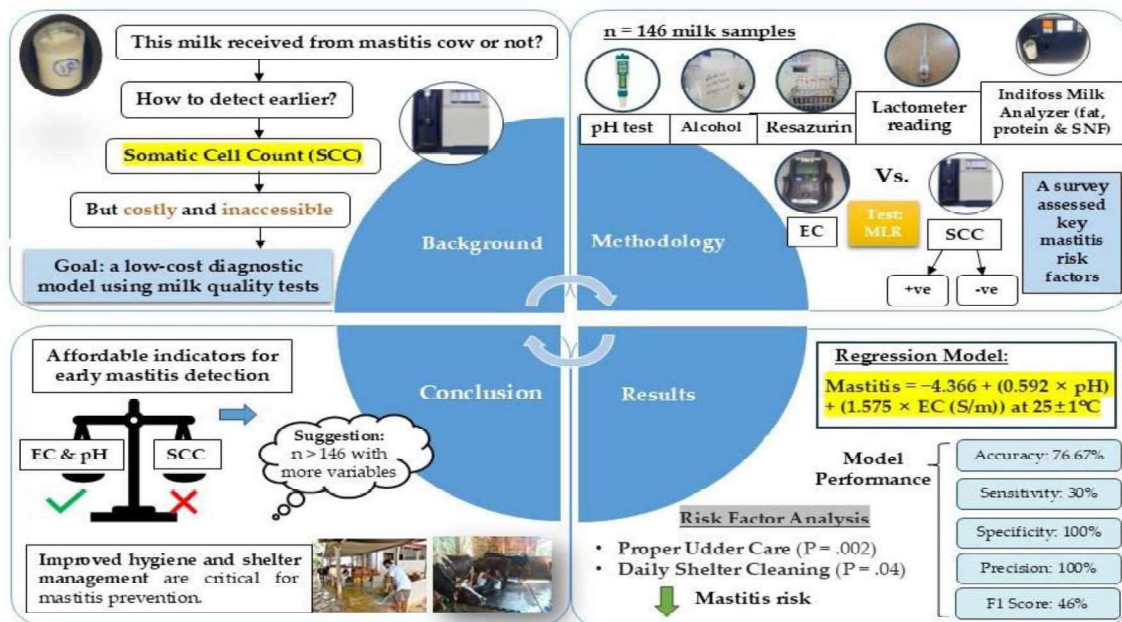 This milk received from mastitis cow or not?
How to detect earlier?
Somatic Cell Count (SCC)
But costly and inaccessible
Goal: a low-cost diagnostic
model using milk quality tests
Background
n = 146 milk samples
pH test
Alcohol
Resazurin
Lactometer
reading
Indifoss Milk
Analyzer (fat,
protein & SNF)
Vs.
EC
Test:
MLR
SCC
+ve
-ve
A survey
assessed
key
mastitis
risk
factors
Methodology
Affordable indicators for
early mastitis detection
EC & pH
SCC
Suggestion:
n > 146 with
more variables
Improved hygiene and shelter
management are critical for
mastitis prevention.
Conclusion
Results
Regression Model:
Mastitis = −4.366 + (0.592 × pH)
+ (1.575 × EC (S/m)) at 25±1°C
Model
Performance
Accuracy: 76.67%
Sensitivity: 30%
Specificity: 100%
Precision: 100%
F1 Score: 46%
Risk Factor Analysis
• Proper Udder Care (P = .002)
• Daily Shelter Cleaning (P = .04)
Mastitis risk